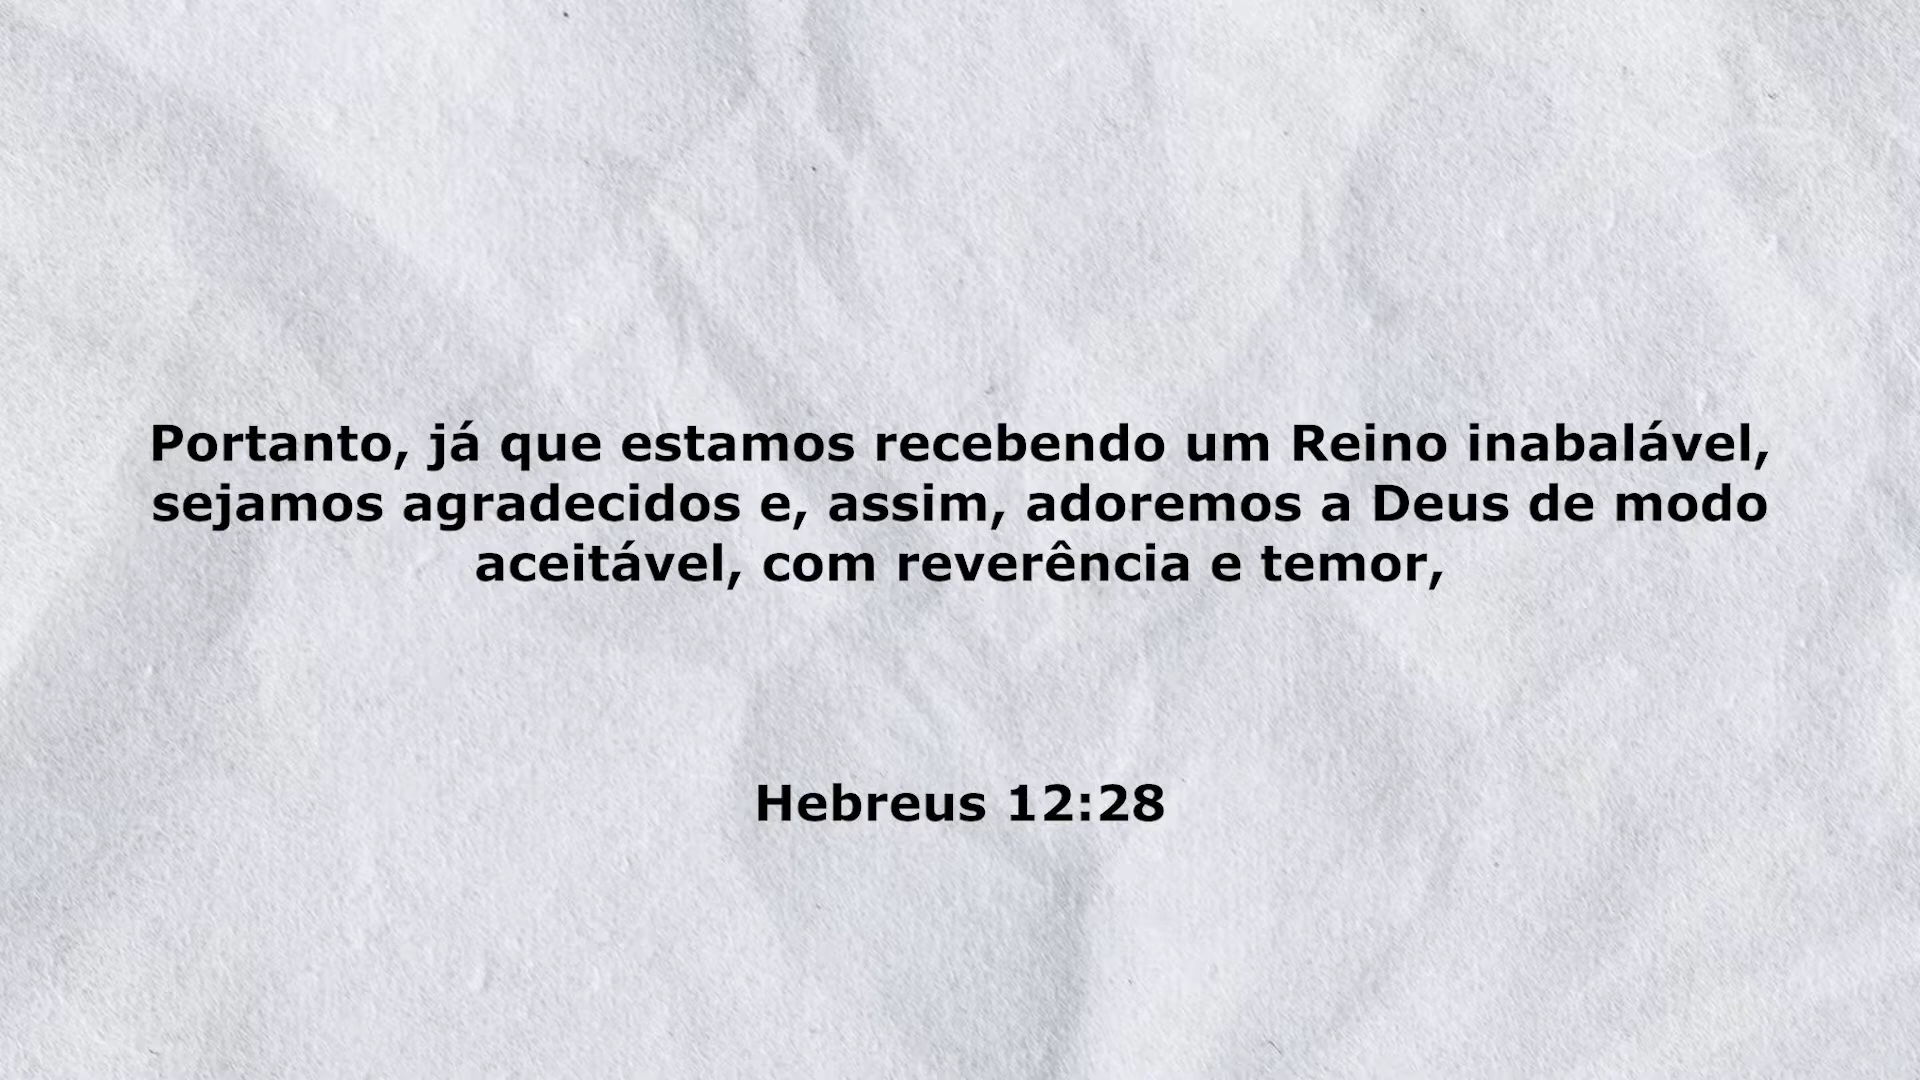 Portanto, já que estamos recebendo um Reino inabalável,
sejamos agradecidos e, assim, adoremos a Deus de modo
aceitável, com reverência e temor,
Hebreus 12:28